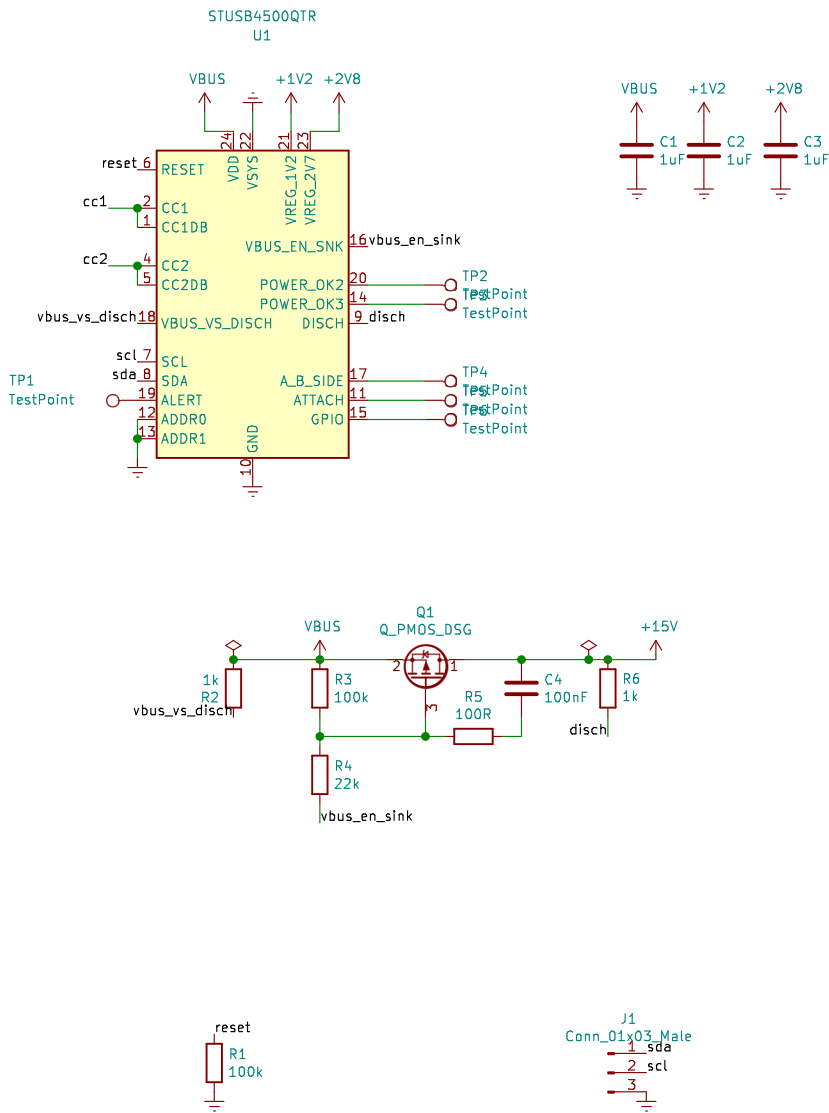 STUSB4500QTR
U1
VBUS
+1V2
+2V8
24
22
21
23
VDD
VSYS
VREG_1V2
VREG_2V7
reset 6 RESET
cc1 2 CC1
1 CC1DB
cc2 4 CC2
5 CC2DB
vbus_vs_disch 18 VBUS_VS_DISCH
scl 7 SCL
sda 8 SDA
TP1
TestPoint
19 ALERT
12 ADDR0
13 ADDR1
VBUS_EN_SNK 16 vbus_en_sink
POWER_OK2 20
POWER_OK3 14
DISCH 9 disch
A_B_SIDE 17
ATTACH 11
GPIO 15
GND
10
TP2
TestPoint
TP3
TestPoint
TP4
TestPoint
TP5
TP6
TestPoint
VBUS
+1V2
+2V8
C1
1uF
C2
1uF
C3
1uF
Q1
Q_PMOS_DSG
VBUS
+15V
2
1
3
1k
R2
vbus_vs_disch
R3
100k
R5
100R
C4
100nF
R6
1k
disch
R4
22k
vbus_en_sink
reset
R1
100k
J1
Conn_01x03_Male
1 sda
2 scl
3